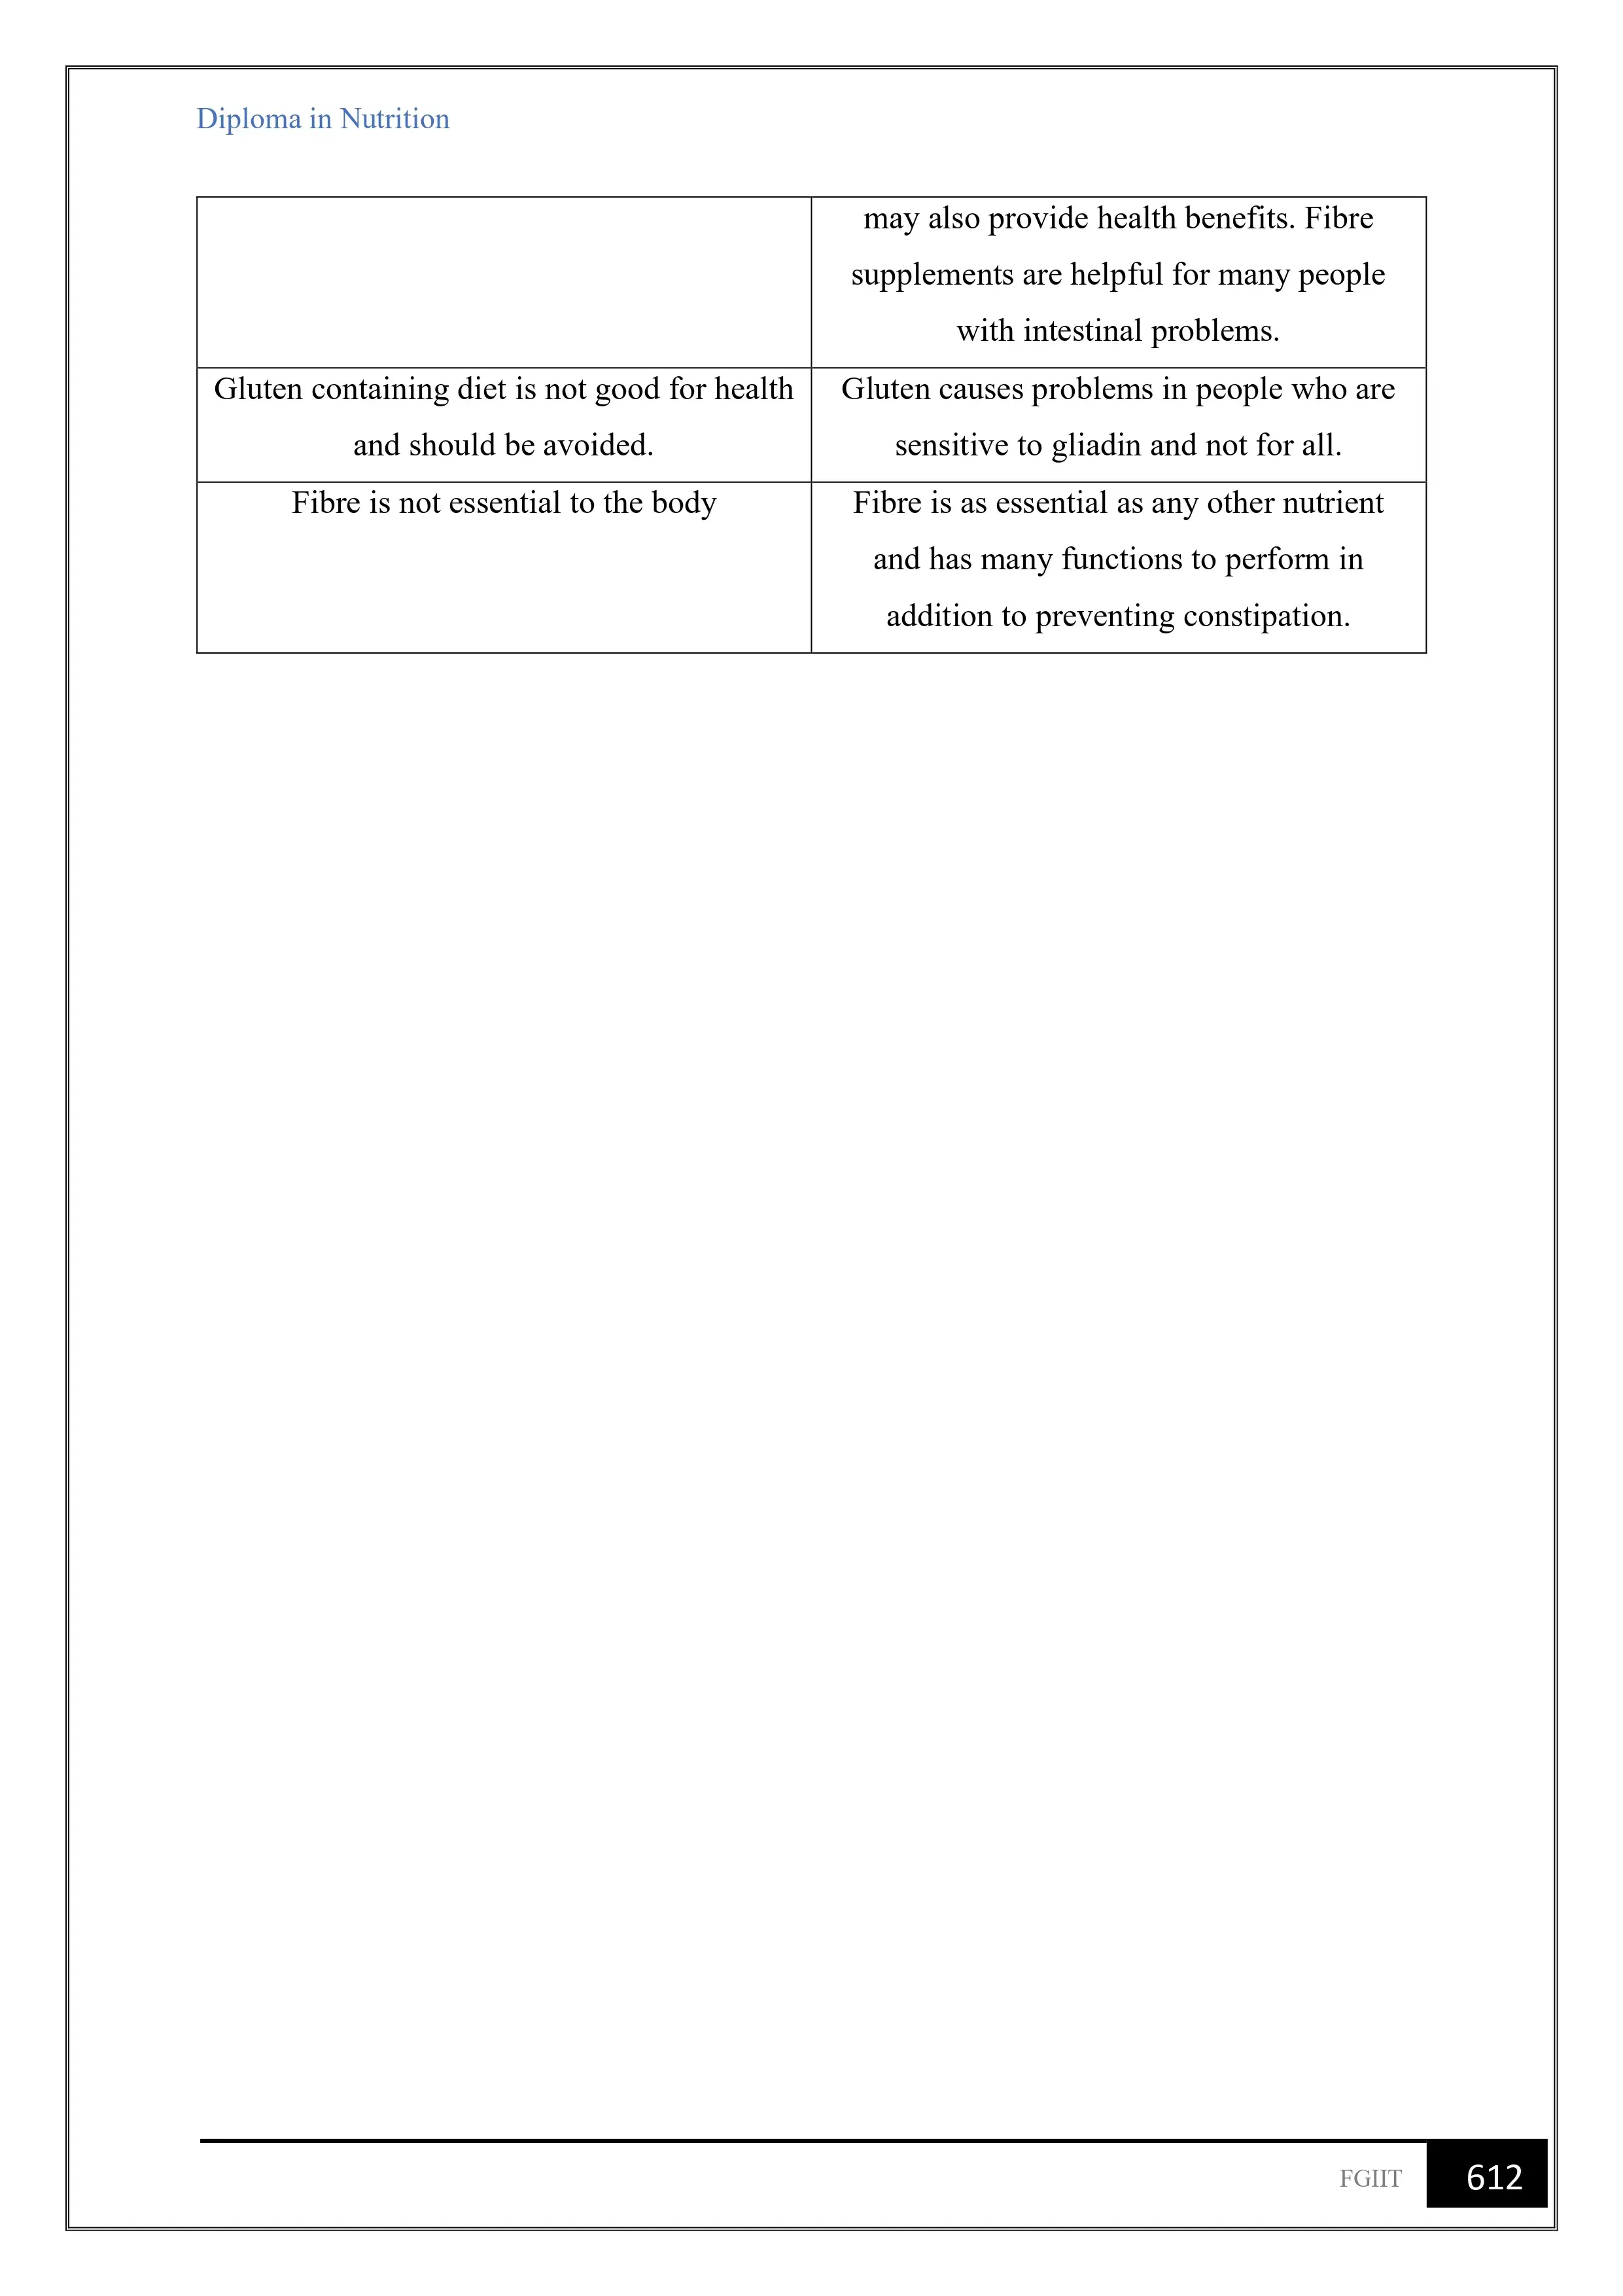 Diploma in Nutrition
may also provide health benefits. Fibre
supplements are helpful for many people
with intestinal problems.
Gluten containing diet is not good for health
and should be avoided.
Gluten causes problems in people who are
sensitive to gliadin and not for all.
Fibre is not essential to the body
Fibre is as essential as any other nutrient
and has many functions to perform in
addition to preventing constipation.
FGIIT
612